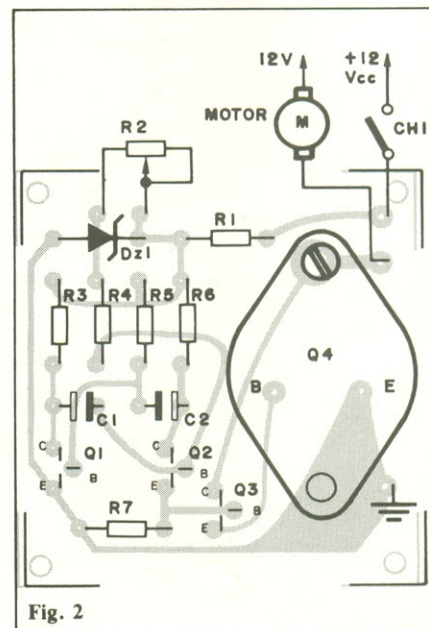 12V
+12
Vcc
MOTOR
M
CH1
R2
R1
Dz1
R3
R4
R5
R6
Q4
B
E
C1
C2
C
Q1
B
E
C
Q2
B
E
C
Q3
B
E
R7
Fig. 2